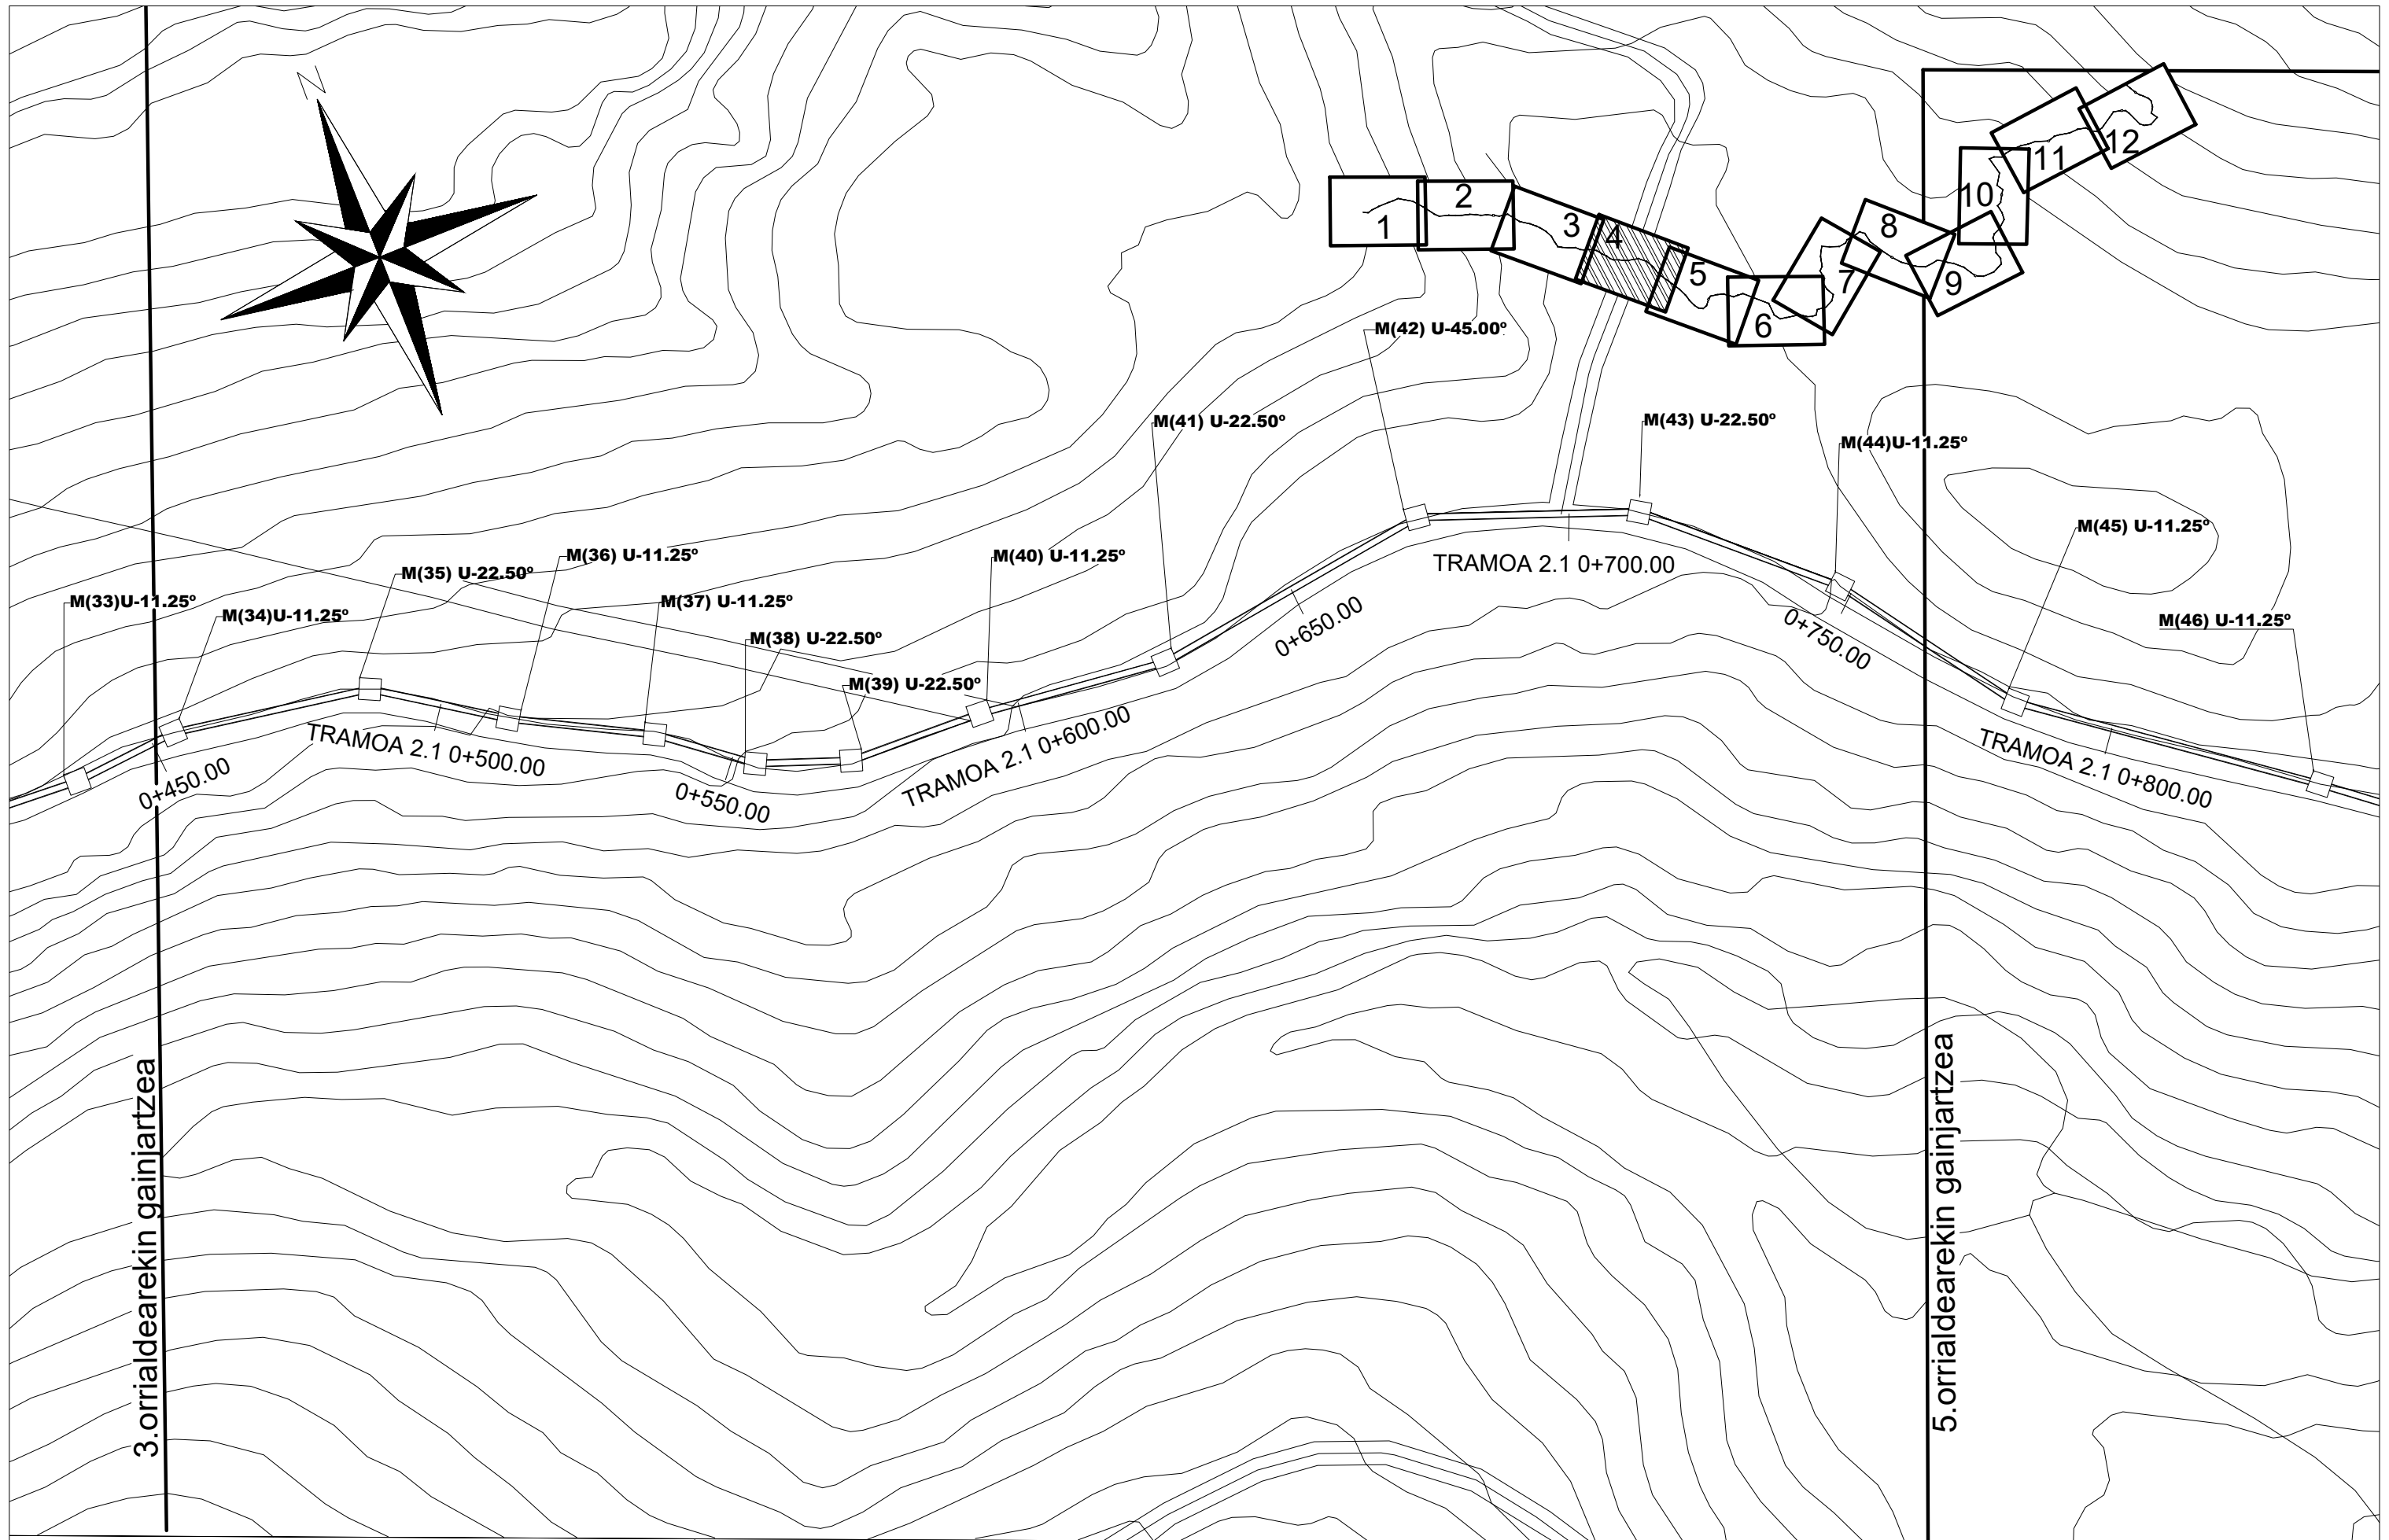 N
1
2
3
4
5
6
7
8
9
10
11
12
M(42) U-45.00º
M(41) U-22.50º
M(43) U-22.50º
M(44)U-11.25º
M(45) U-11.25º
M(36) U-11.25º
M(40) U-11.25º
M(35) U-22.50º
M(33)U-11.25º
M(34)U-11.25º
M(37) U-11.25º
M(38) U-22.50º
M(46) U-11.25º
M(39) U-22.50º
TRAMOA 2.1 0+700.00
0+650.00
0+750.00
TRAMOA 2.1 0+500.00
0+450.00
0+550.00
TRAMOA 2.1 0+600.00
TRAMOA 2.1 0+800.00
3.orrialdearekin gainjartzea
5.orrialdearekin gainjartzea